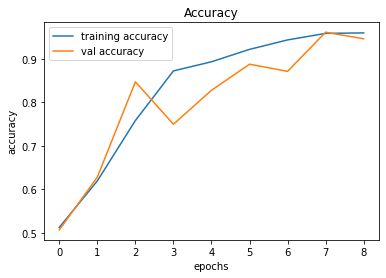 Accuracy
training accuracy
val accuracy
accuracy
0.9
0.8
0.7
0.6
0.5
0 1 2 3 4 5 6 7 8
epochs